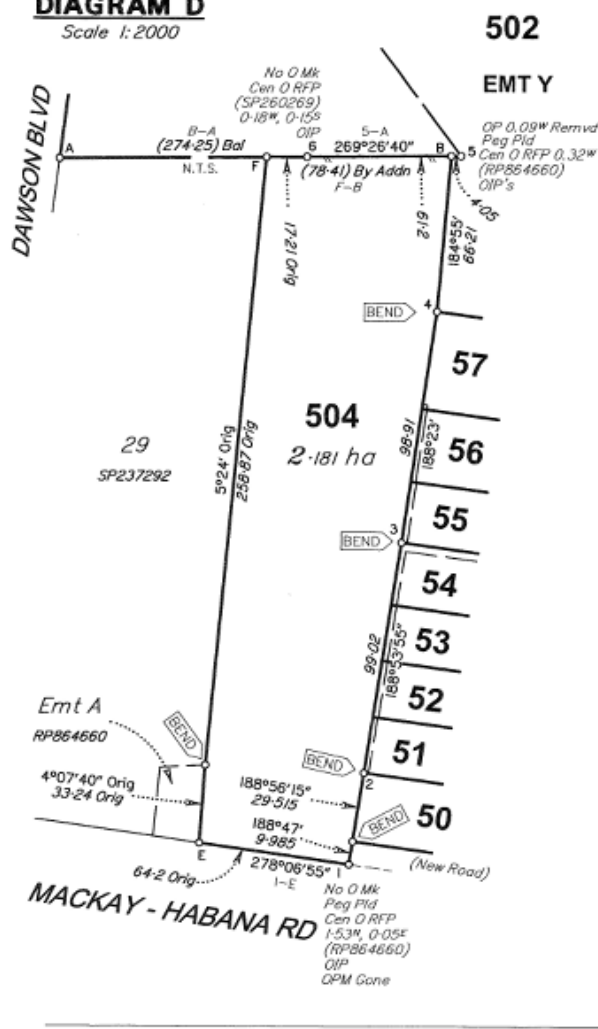 DIAGRAM D
Scale 1:2000
502
EMT Y
DAWSON BLVD
No O Mk
Cen O RFP
(SP260269)
0·18ᵂ, 0·15ˢ
OIP
OP 0.09ᵂ Remvd
Peg Pld
Cen O RFP 0.32ᵂ
(RP864660)
OIP's
A
B-A
(274·25) Bal
N.T.S.
F
6
5-A
269°26'40"
(78·41) By Addn
F-B
B
5
4·05
17·21 Orig
2·19
184°55'
66·21
4
BEND
57
504
2·181 ha
29
SP237292
5°24' Orig
258·87 Orig
98·91
188°23'
56
55
BEND
3
54
53
99·02
188°53'55"
52
51
Emt A
RP864660
BEND
BEND
2
4°07'40" Orig
33·24 Orig
188°56'15"
29·515
50
BEND
188°47'
9·985
E
278°06'55"
1
1-E
64·2 Orig
(New Road)
MACKAY - HABANA RD
No O Mk
Peg Pld
Cen O RFP
1·53ᴺ, 0·05ᴱ
(RP864660)
OIP
OPM Gone